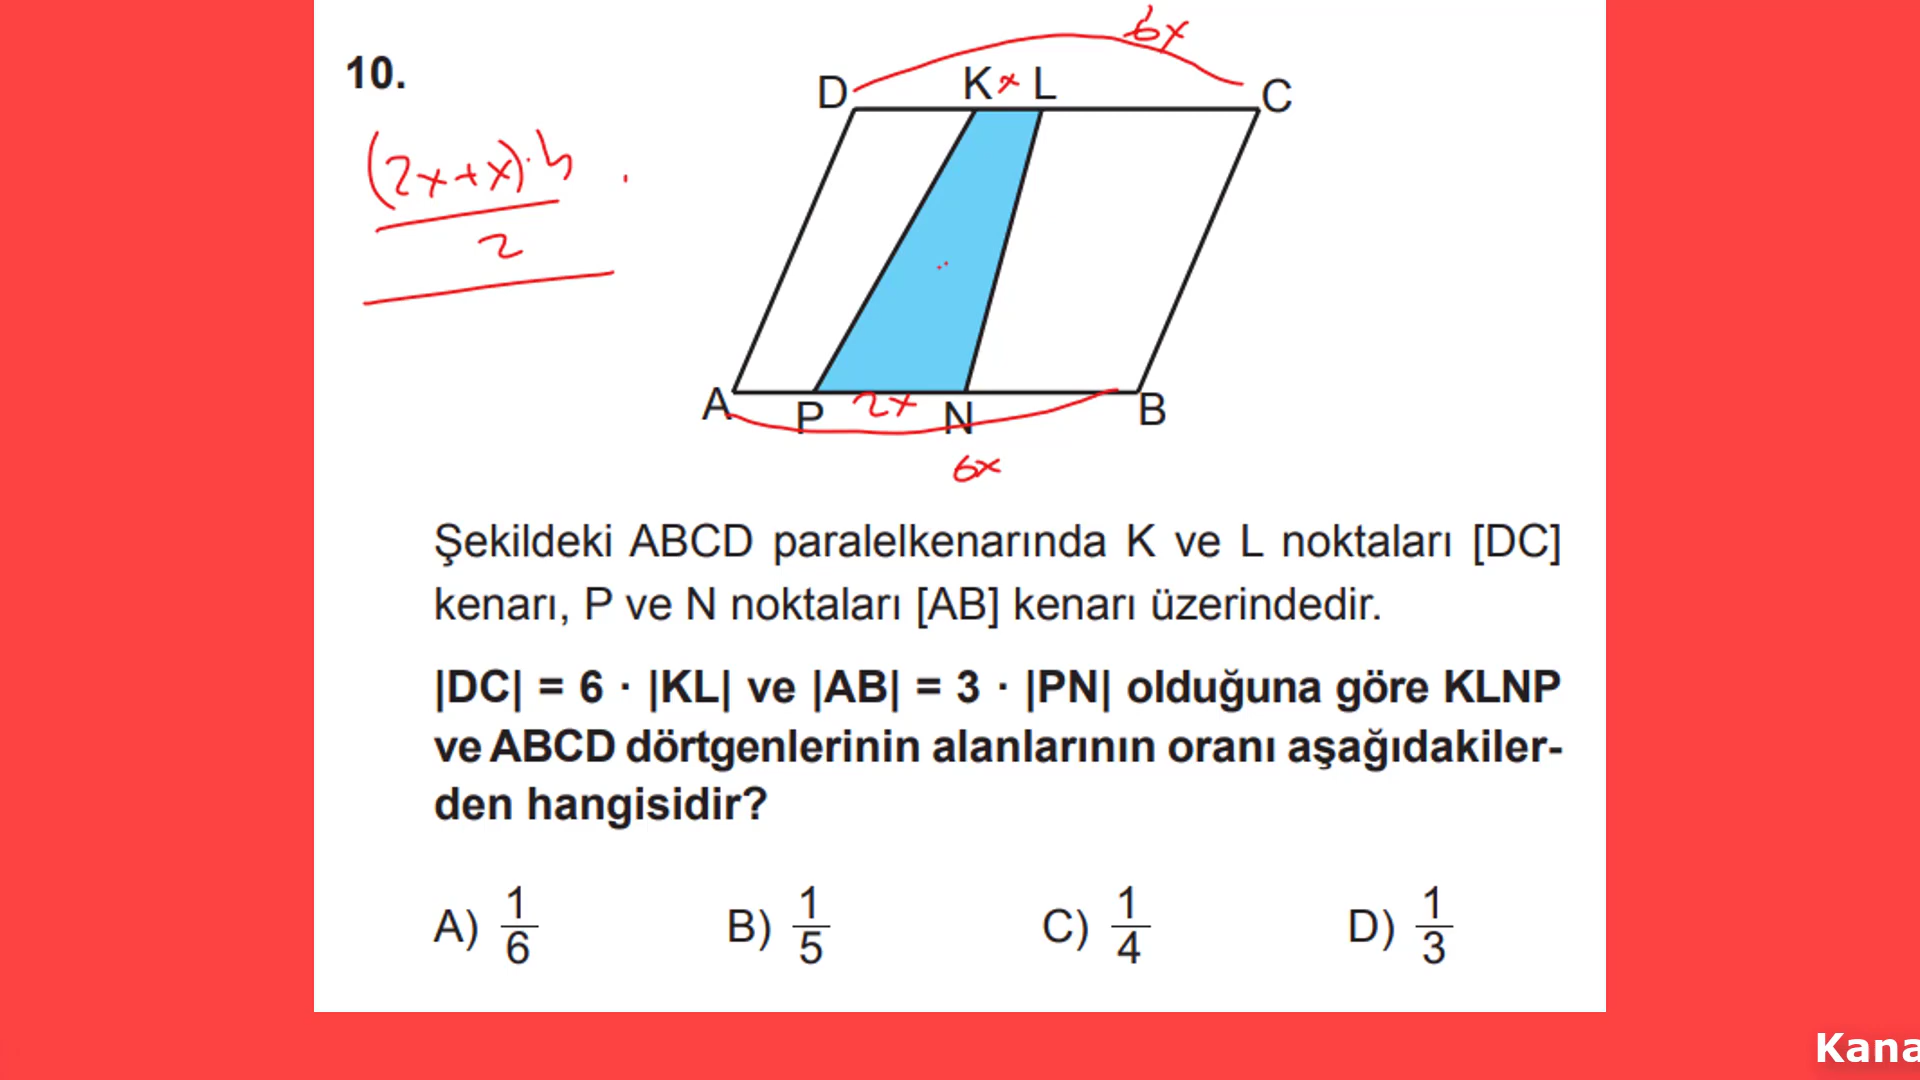 6x
10.
D K x L C
(2x+x).h
2
A P 2x N B
6x
Şekildeki ABCD paralelkenarında K ve L noktaları [DC]
kenarı, P ve N noktaları [AB] kenarı üzerindedir.
|DC| = 6 · |KL| ve |AB| = 3 · |PN| olduğuna göre KLNP
ve ABCD dörtgenlerinin alanlarının oranı aşağıdakiler-
den hangisidir?
A) 1/6 B) 1/5 C) 1/4 D) 1/3
Kana